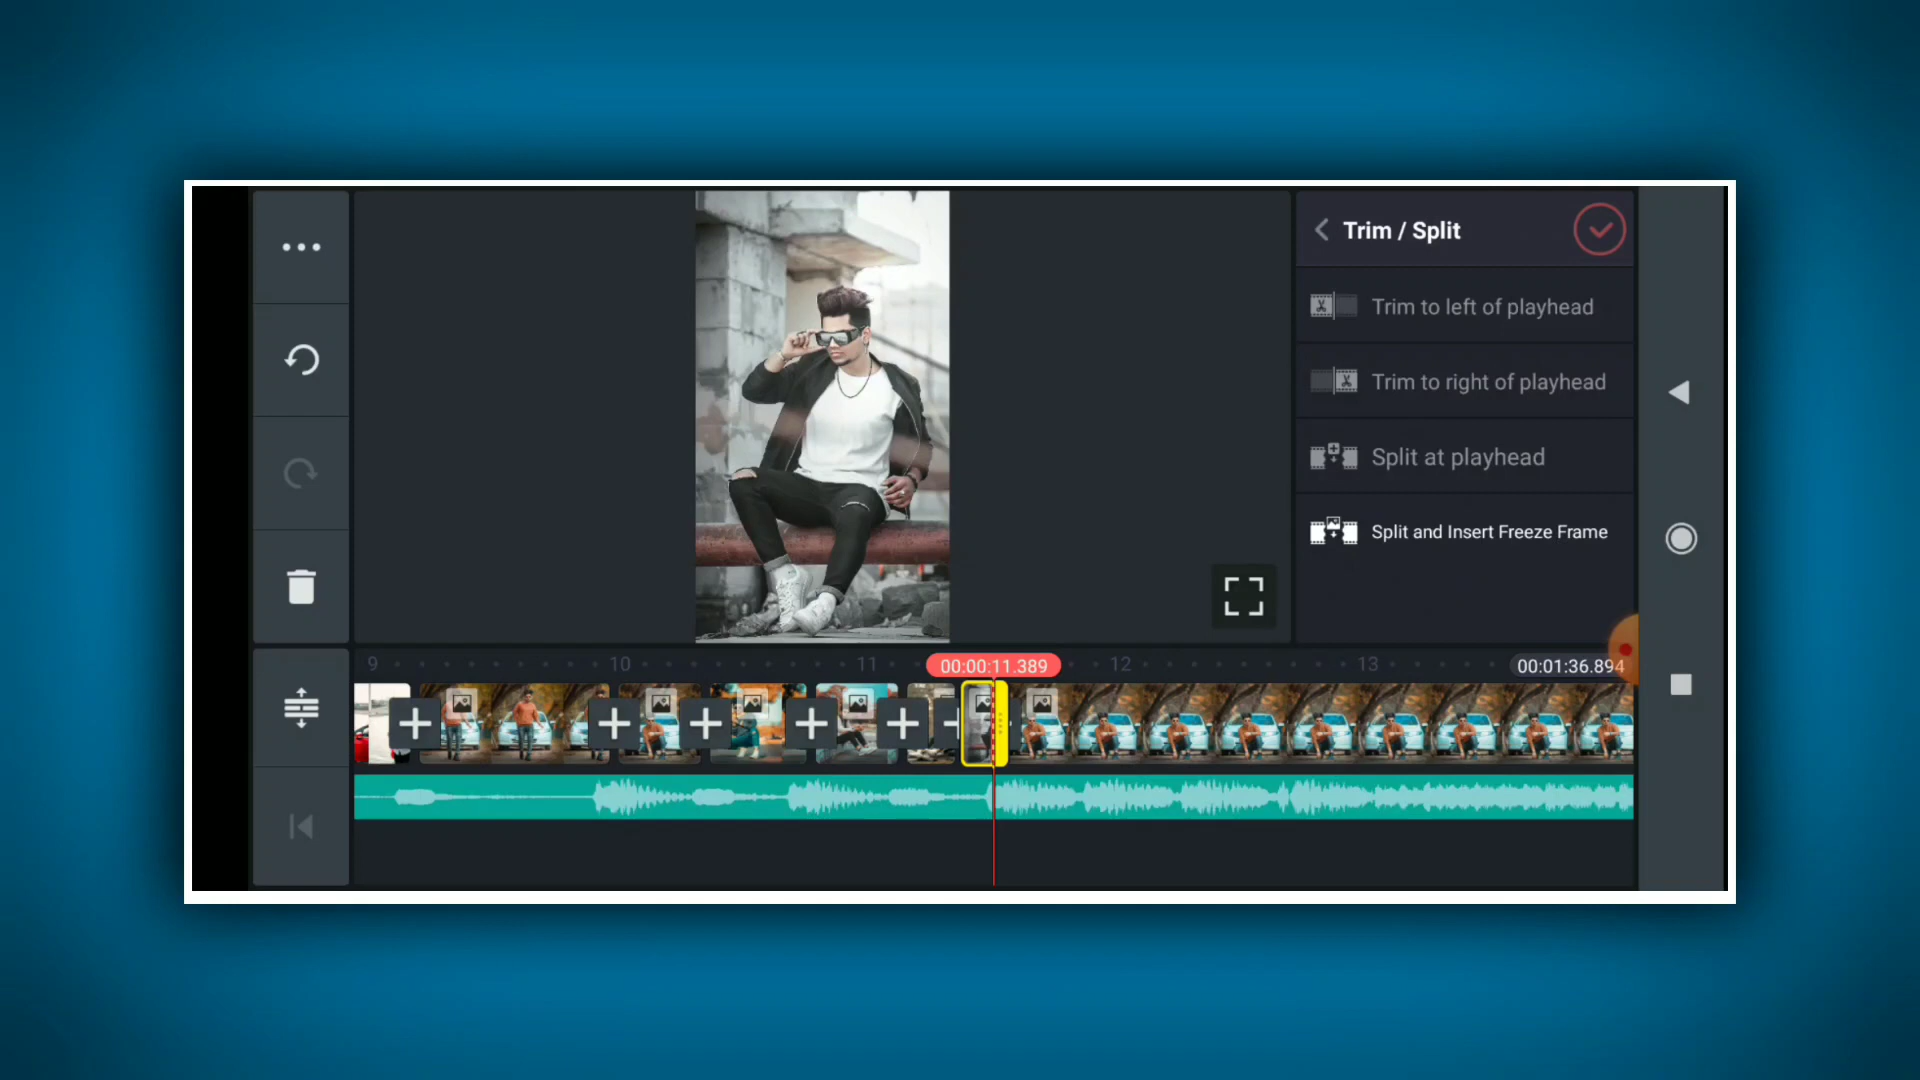 Trim / Split
Trim to left of playhead
Trim to right of playhead
Split at playhead
Split and Insert Freeze Frame
9 10 11 00:00:11.389 12 13 00:01:36.894